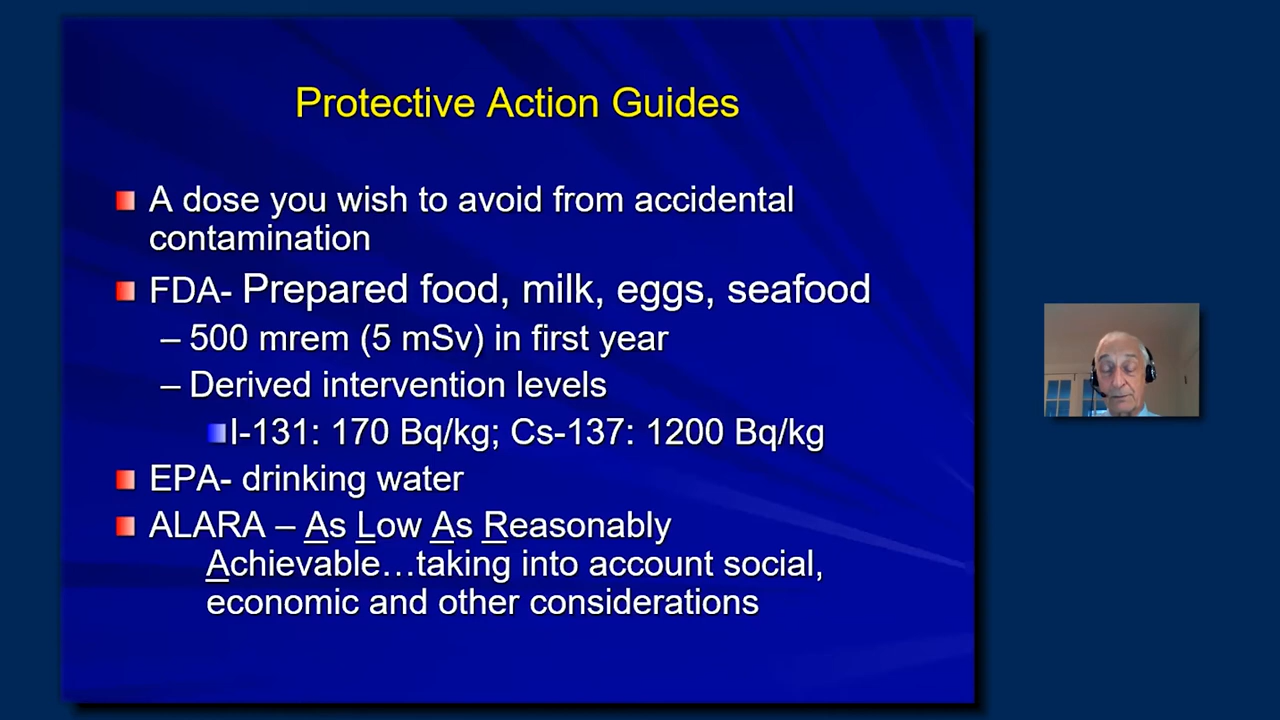 Protective Action Guides
A dose you wish to avoid from accidental
contamination
FDA- Prepared food, milk, eggs, seafood
– 500 mrem (5 mSv) in first year
– Derived intervention levels
I-131: 170 Bq/kg; Cs-137: 1200 Bq/kg
EPA- drinking water
ALARA – As Low As Reasonably
Achievable…taking into account social,
economic and other considerations